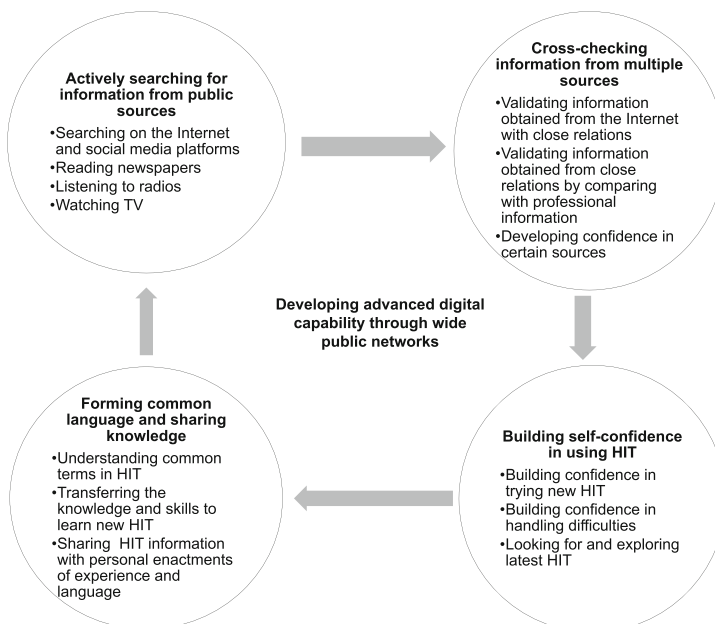 Actively searching for
information from public
sources
•Searching on the Internet
and social media platforms
•Reading newspapers
•Listening to radios
•Watching TV
Cross-checking
information from multiple
sources
•Validating information
obtained from the Internet
with close relations
•Validating information
obtained from close
relations by comparing
with professional
information
•Developing confidence in
certain sources
Developing advanced digital
capability through wide
public networks
Forming common
language and sharing
knowledge
•Understanding common
terms in HIT
•Transferring the
knowledge and skills to
learn new HIT
•Sharing HIT information
with personal enactments
of experience and
language
Building self-confidence
in using HIT
•Building confidence in
trying new HIT
•Building confidence in
handling difficulties
•Looking for and exploring
latest HIT